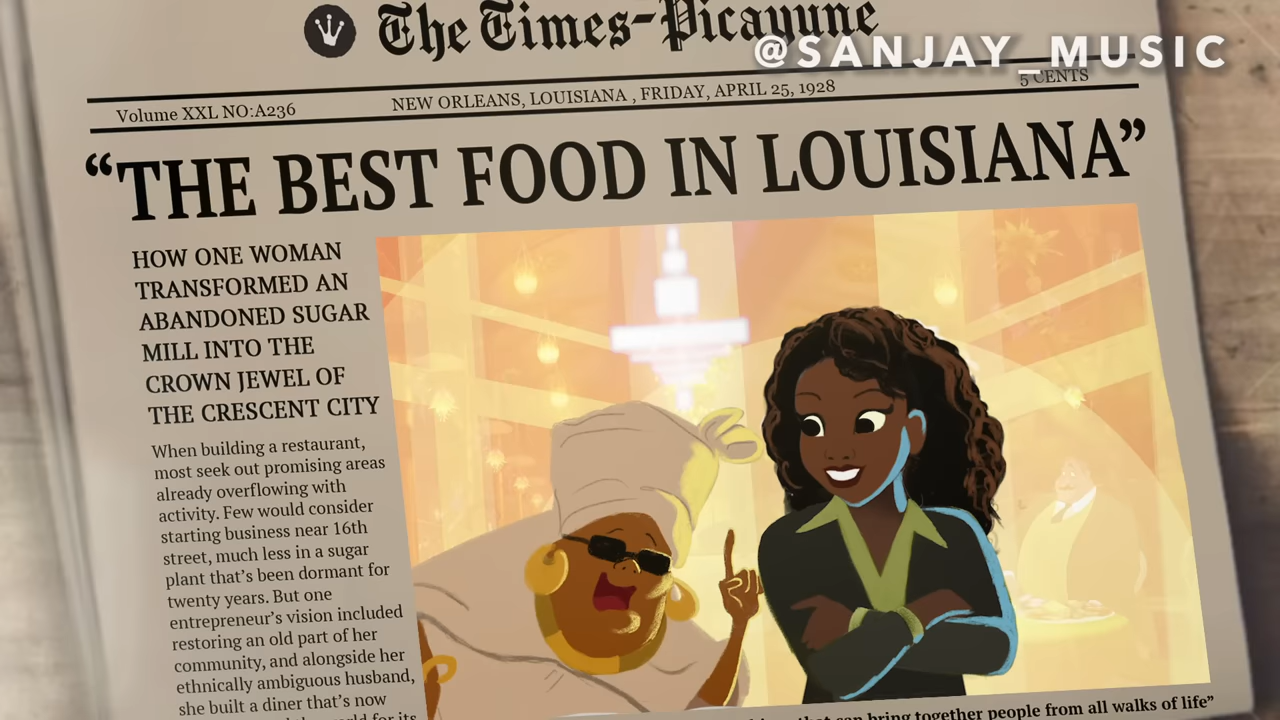 The Times-Picayune
@SANJAY_MUSIC
Volume XXL NO:A236
NEW ORLEANS, LOUISIANA , FRIDAY, APRIL 25, 1928
5 CENTS
“THE BEST FOOD IN LOUISIANA”
HOW ONE WOMAN
TRANSFORMED AN
ABANDONED SUGAR
MILL INTO THE
CROWN JEWEL OF
THE CRESCENT CITY
When building a restaurant,
most seek out promising areas
already overflowing with
activity. Few would consider
starting business near 16th
street, much less in a sugar
plant that’s been dormant for
twenty years. But one
entrepreneur’s vision included
restoring an old part of her
community, and alongside her
ethnically ambiguous husband,
she built a diner that’s now
for its
that can bring together people from all walks of life”